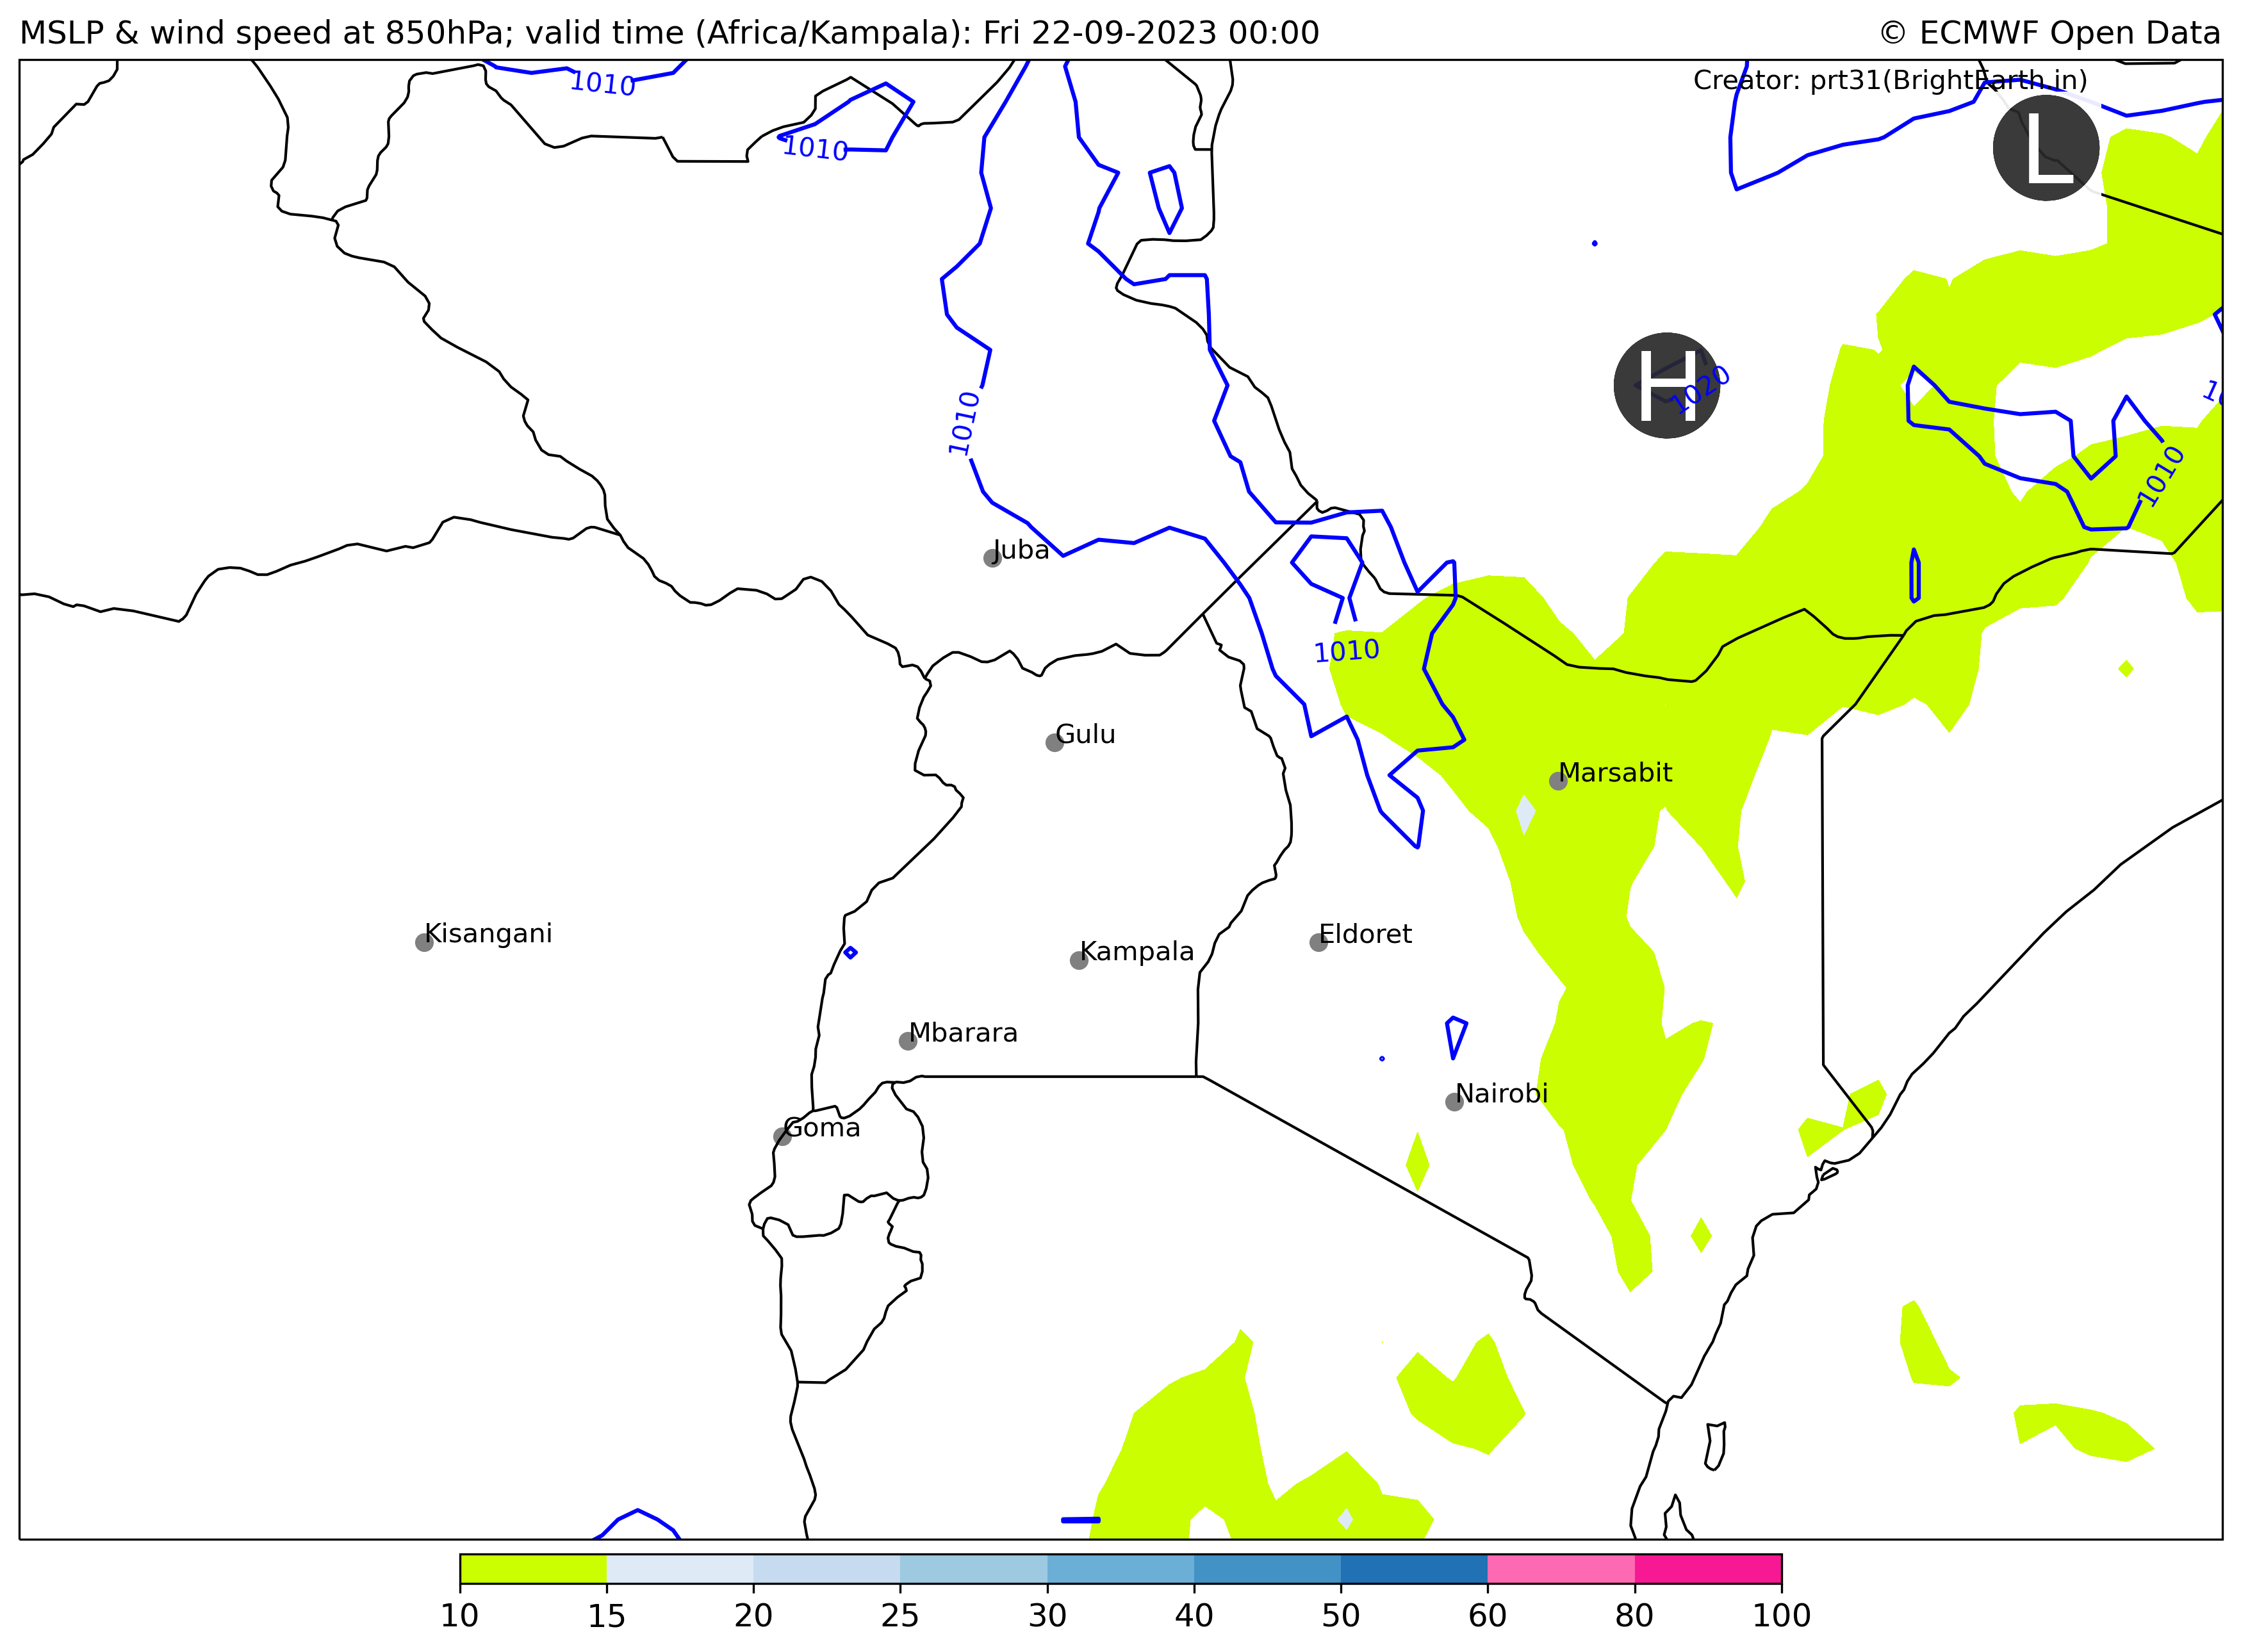 MSLP & wind speed at 850hPa; valid time (Africa/Kampala): Fri 22-09-2023 00:00
© ECMWF Open Data
Creator: prt31(BrightEarth.in)
1010
1010
L
H
1020
1010
1010
Juba
1010
Gulu
Marsabit
Kisangani
Eldoret
Kampala
Mbarara
Nairobi
Goma
10 15 20 25 30 40 50 60 80 100